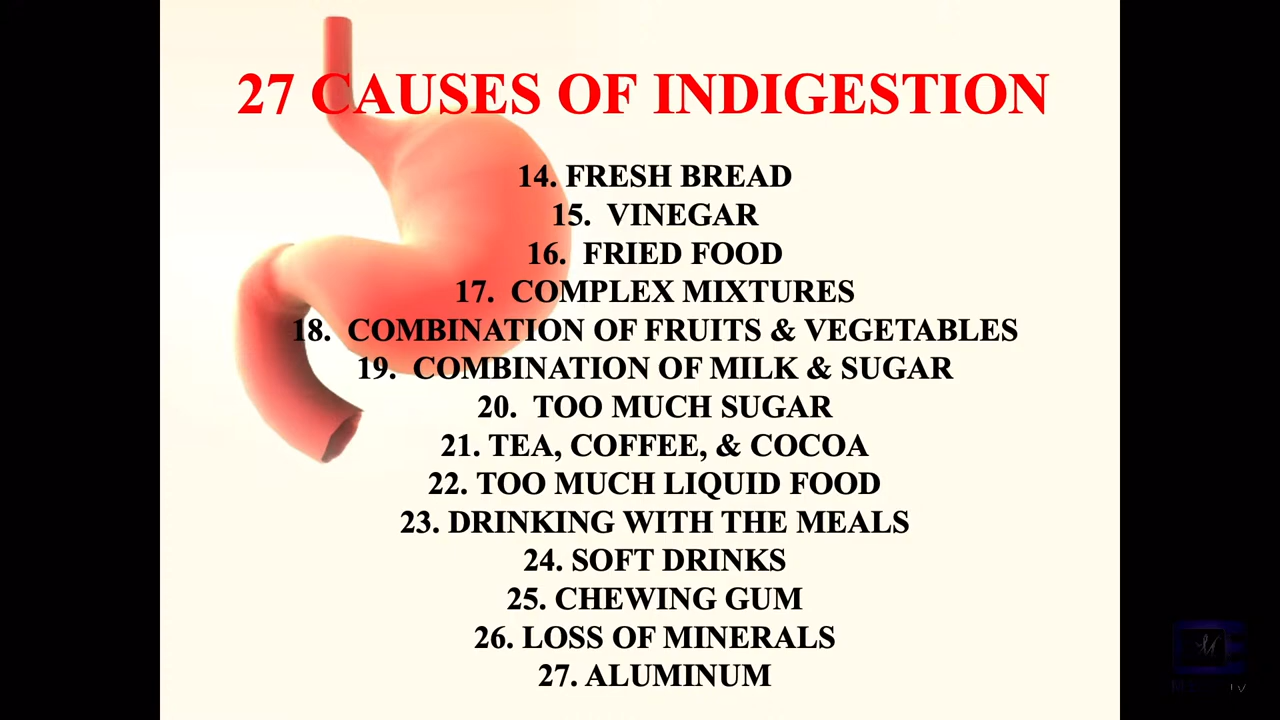 27 CAUSES OF INDIGESTION
14. FRESH BREAD
15. VINEGAR
16. FRIED FOOD
17. COMPLEX MIXTURES
18. COMBINATION OF FRUITS & VEGETABLES
19. COMBINATION OF MILK & SUGAR
20. TOO MUCH SUGAR
21. TEA, COFFEE, & COCOA
22. TOO MUCH LIQUID FOOD
23. DRINKING WITH THE MEALS
24. SOFT DRINKS
25. CHEWING GUM
26. LOSS OF MINERALS
27. ALUMINUM